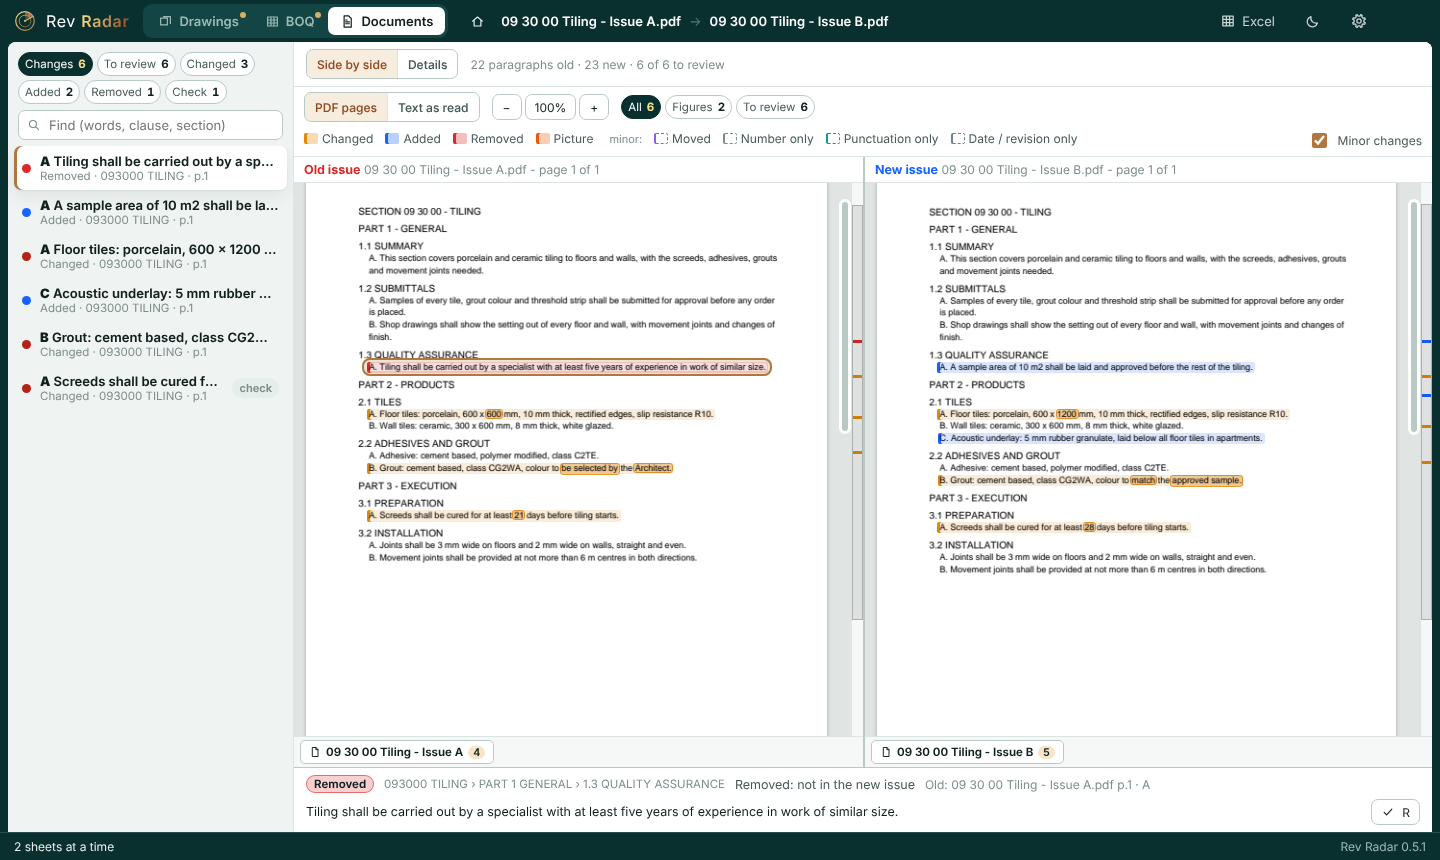 Rev Radar
Drawings
BOQ
Documents
09 30 00 Tiling - Issue A.pdf → 09 30 00 Tiling - Issue B.pdf
Excel
Changes 6
To review 6
Changed 3
Added 2
Removed 1
Check 1
Find (words, clause, section)
A Tiling shall be carried out by a sp...
Removed · 093000 TILING · p.1
A A sample area of 10 m2 shall be la...
Added · 093000 TILING · p.1
A Floor tiles: porcelain, 600 × 1200 ...
Changed · 093000 TILING · p.1
C Acoustic underlay: 5 mm rubber ...
Added · 093000 TILING · p.1
B Grout: cement based, class CG2...
Changed · 093000 TILING · p.1
A Screeds shall be cured f...
check
Changed · 093000 TILING · p.1
Side by side
Details
22 paragraphs old · 23 new · 6 of 6 to review
PDF pages
Text as read
− 100% +
All 6
Figures 2
To review 6
Changed
Added
Removed
Picture
minor:
Moved
Number only
Punctuation only
Date / revision only
Minor changes
Old issue 09 30 00 Tiling - Issue A.pdf - page 1 of 1
SECTION 09 30 00 - TILING
PART 1 - GENERAL
1.1 SUMMARY
A. This section covers porcelain and ceramic tiling to floors and walls, with the screeds, adhesives, grouts
and movement joints needed.
1.2 SUBMITTALS
A. Samples of every tile, grout colour and threshold strip shall be submitted for approval before any order
is placed.
B. Shop drawings shall show the setting out of every floor and wall, with movement joints and changes of
finish.
1.3 QUALITY ASSURANCE
A. Tiling shall be carried out by a specialist with at least five years of experience in work of similar size.
PART 2 - PRODUCTS
2.1 TILES
A. Floor tiles: porcelain, 600 x 600 mm, 10 mm thick, rectified edges, slip resistance R10.
B. Wall tiles: ceramic, 300 x 600 mm, 8 mm thick, white glazed.
2.2 ADHESIVES AND GROUT
A. Adhesive: cement based, polymer modified, class C2TE.
B. Grout: cement based, class CG2WA, colour to be selected by the Architect.
PART 3 - EXECUTION
3.1 PREPARATION
A. Screeds shall be cured for at least 21 days before tiling starts.
3.2 INSTALLATION
A. Joints shall be 3 mm wide on floors and 2 mm wide on walls, straight and even.
B. Movement joints shall be provided at not more than 6 m centres in both directions.
09 30 00 Tiling - Issue A 4
New issue 09 30 00 Tiling - Issue B.pdf - page 1 of 1
SECTION 09 30 00 - TILING
PART 1 - GENERAL
1.1 SUMMARY
A. This section covers porcelain and ceramic tiling to floors and walls, with the screeds, adhesives, grouts
and movement joints needed.
1.2 SUBMITTALS
A. Samples of every tile, grout colour and threshold strip shall be submitted for approval before any order
is placed.
B. Shop drawings shall show the setting out of every floor and wall, with movement joints and changes of
finish.
1.3 QUALITY ASSURANCE
A. A sample area of 10 m2 shall be laid and approved before the rest of the tiling.
PART 2 - PRODUCTS
2.1 TILES
A. Floor tiles: porcelain, 600 x 1200 mm, 10 mm thick, rectified edges, slip resistance R10.
B. Wall tiles: ceramic, 300 x 600 mm, 8 mm thick, white glazed.
C. Acoustic underlay: 5 mm rubber granulate, laid below all floor tiles in apartments.
2.2 ADHESIVES AND GROUT
A. Adhesive: cement based, polymer modified, class C2TE.
B. Grout: cement based, class CG2WA, colour to match the approved sample.
PART 3 - EXECUTION
3.1 PREPARATION
A. Screeds shall be cured for at least 28 days before tiling starts.
3.2 INSTALLATION
A. Joints shall be 3 mm wide on floors and 2 mm wide on walls, straight and even.
B. Movement joints shall be provided at not more than 6 m centres in both directions.
09 30 00 Tiling - Issue B 5
Removed 093000 TILING › PART 1 GENERAL › 1.3 QUALITY ASSURANCE Removed: not in the new issue Old: 09 30 00 Tiling - Issue A.pdf p.1 · A
Tiling shall be carried out by a specialist with at least five years of experience in work of similar size.
✓ R
2 sheets at a time
Rev Radar 0.5.1